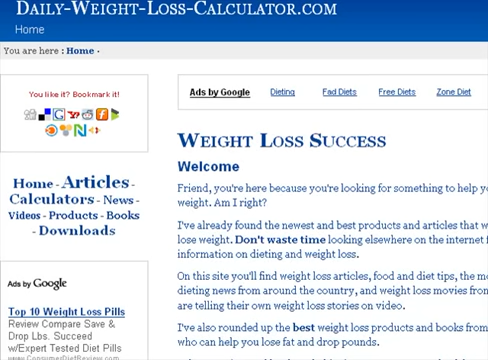 DAILY-WEIGHT-LOSS-CALCULATOR.COM
Home
You are here : Home ·
You like it? Bookmark it!
Ads by Google Dieting Fad Diets Free Diets Zone Diet
WEIGHT LOSS SUCCESS
Welcome
Friend, you're here because you're looking for something to help yo
weight. Am I right?
I've already found the newest and best products and articles that w
lose weight. Don't waste time looking elsewhere on the internet f
information on dieting and weight loss.
On this site you'll find weight loss articles, food and diet tips, the mo
dieting news from around the country, and weight loss movies from
are telling their own weight loss stories on video.
I've also rounded up the best weight loss products and books from
who can help you lose fat and drop pounds.
Home - Articles -
Calculators - News -
Videos - Products - Books
- Downloads
Ads by Google
Top 10 Weight Loss Pills
Review Compare Save &
Drop Lbs. Succeed
w/Expert Tested Diet Pills
www.ConsumerDietReview.com